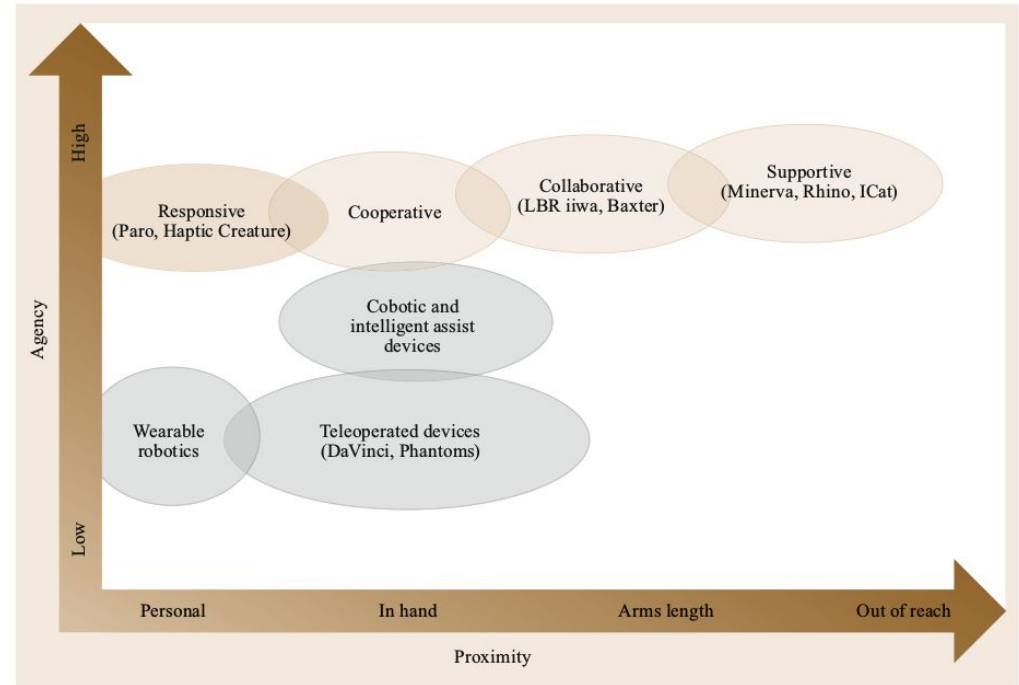 High
Agency
Low
Responsive
(Paro, Haptic Creature)
Cooperative
Collaborative
(LBR iiwa, Baxter)
Supportive
(Minerva, Rhino, ICat)
Cobotic and
intelligent assist
devices
Wearable
robotics
Teleoperated devices
(DaVinci, Phantoms)
Personal
In hand
Arms length
Out of reach
Proximity